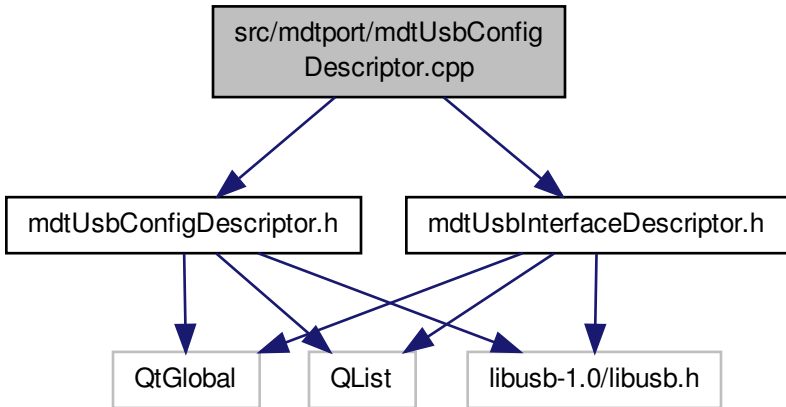 src/mdtport/mdtUsbConfig
Descriptor.cpp
mdtUsbConfigDescriptor.h
mdtUsbInterfaceDescriptor.h
QtGlobal
QList
libusb-1.0/libusb.h